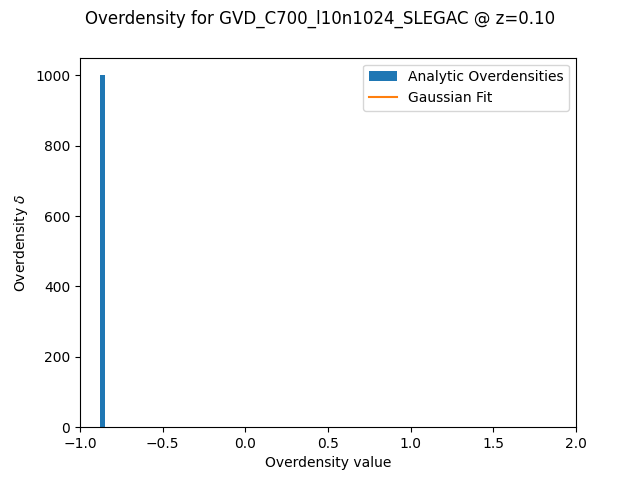 Overdensity for GVD_C700_l10n1024_SLEGAC @ z=0.10
Analytic Overdensities
Gaussian Fit
1000
800
600
400
200
0
Overdensity δ
−1.0 −0.5 0.0 0.5 1.0 1.5 2.0
Overdensity value